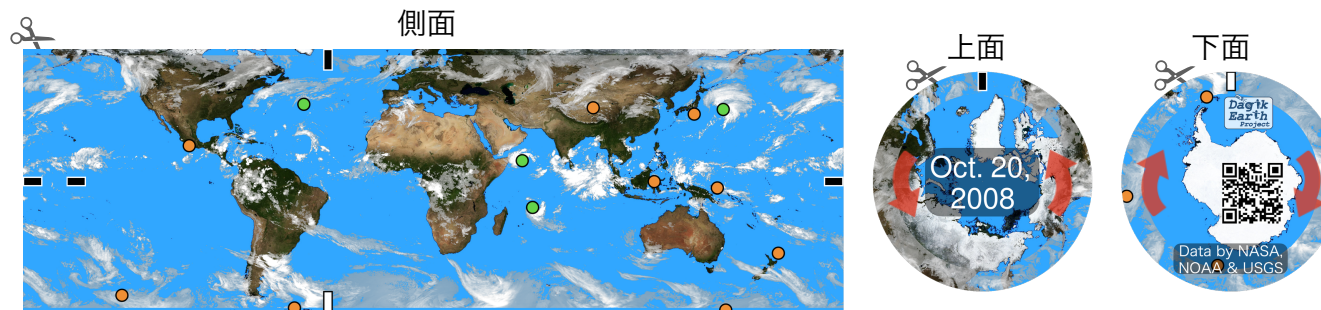 側面
上面
下面
Oct. 20,
2008
Dagik
Earth
Project
Data by NASA,
NOAA & USGS